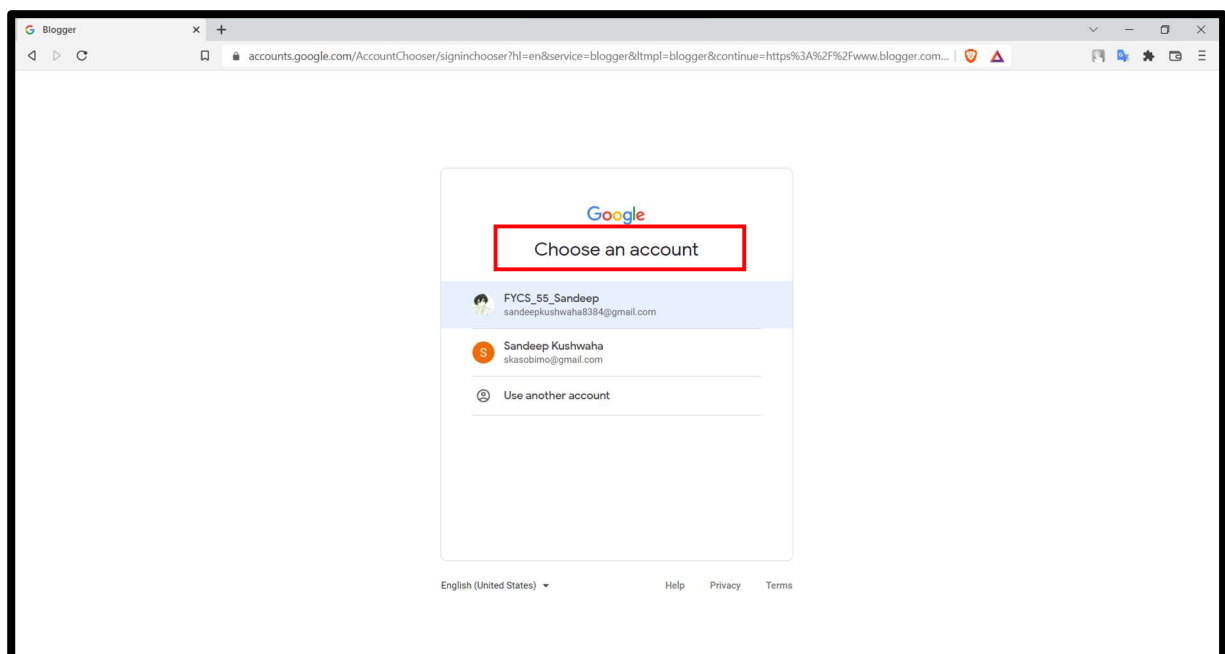 Blogger
accounts.google.com/AccountChooser/signinchooser?hl=en&service=blogger&ltmpl=blogger&continue=https%3A%2F%2Fwww.blogger.com...
Google
Choose an account
FYCS_55_Sandeep
sandeepkushwaha8384@gmail.com
S
Sandeep Kushwaha
skasobimo@gmail.com
Use another account
English (United States)
Help Privacy Terms